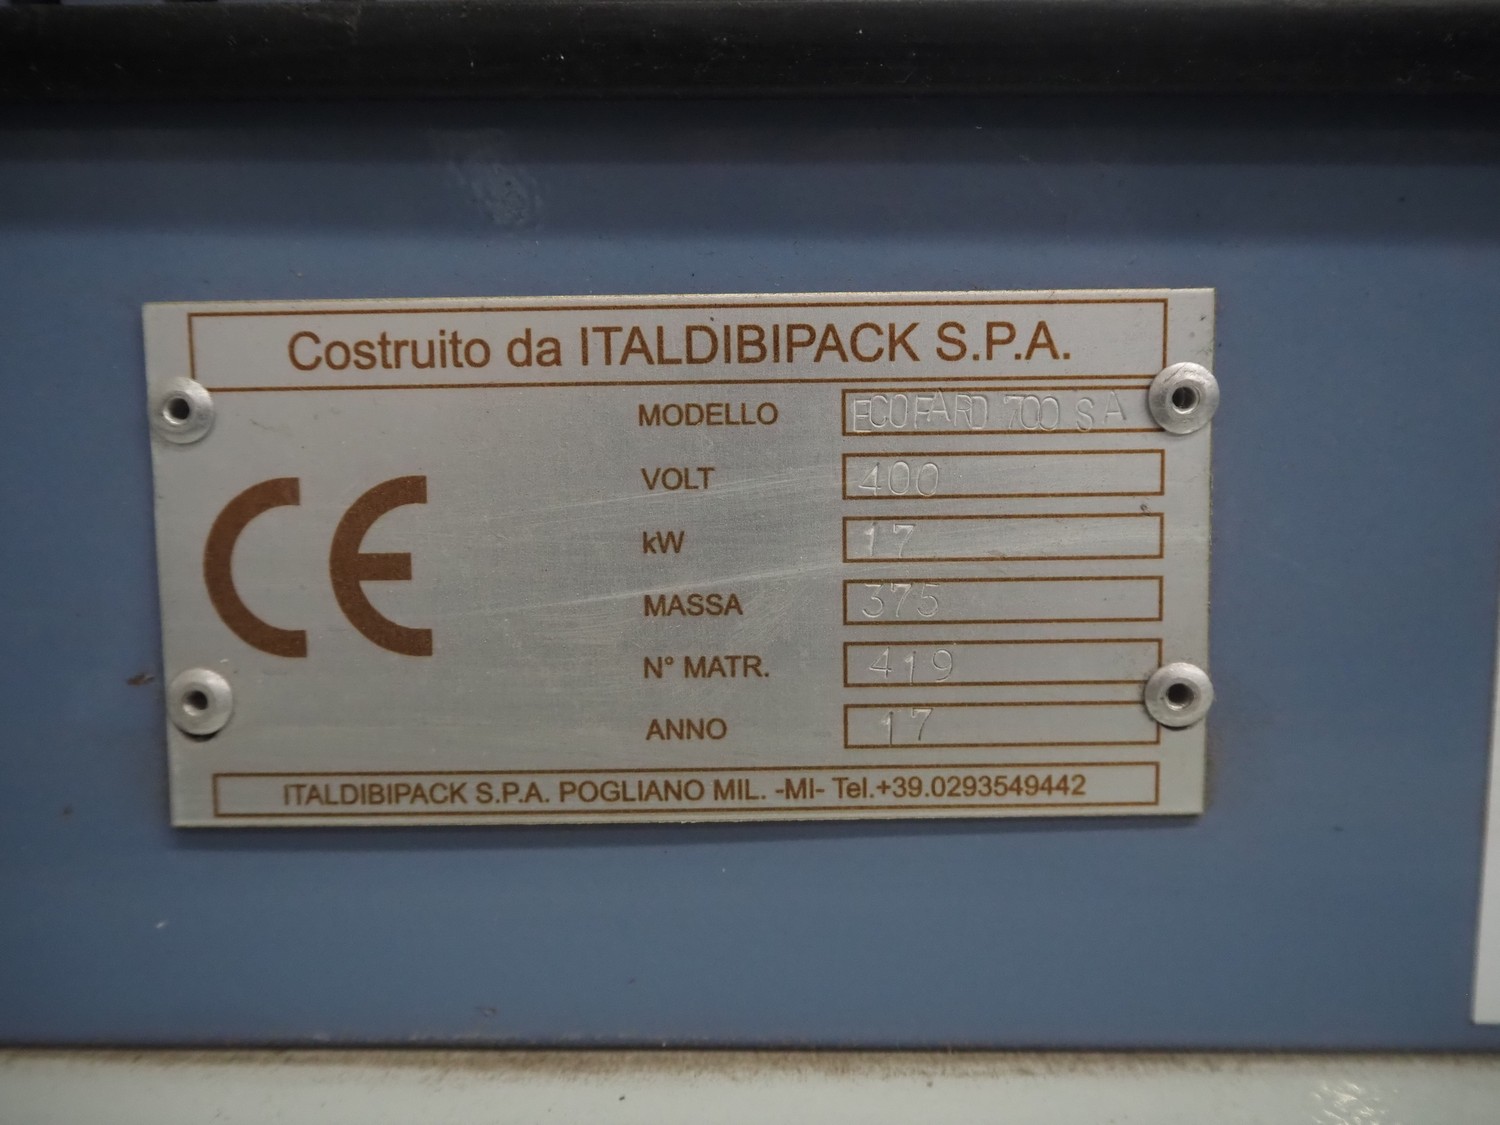 Costruito da ITALDIBIPACK S.P.A.
MODELLO ECOFARD 700 SA
VOLT 400
kW 17
MASSA 375
N° MATR. 419
ANNO 17
CE
ITALDIBIPACK S.P.A. POGLIANO MIL. -MI- Tel.+39.0293549442